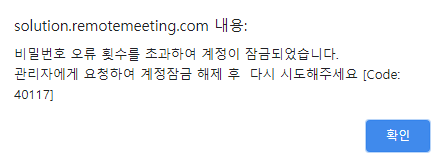 solution.remotemeeting.com 내용:
비밀번호 오류 횟수를 초과하여 계정이 잠금되었습니다.
관리자에게 요청하여 계정잠금 해제 후  다시 시도해주세요 [Code:
40117]
확인